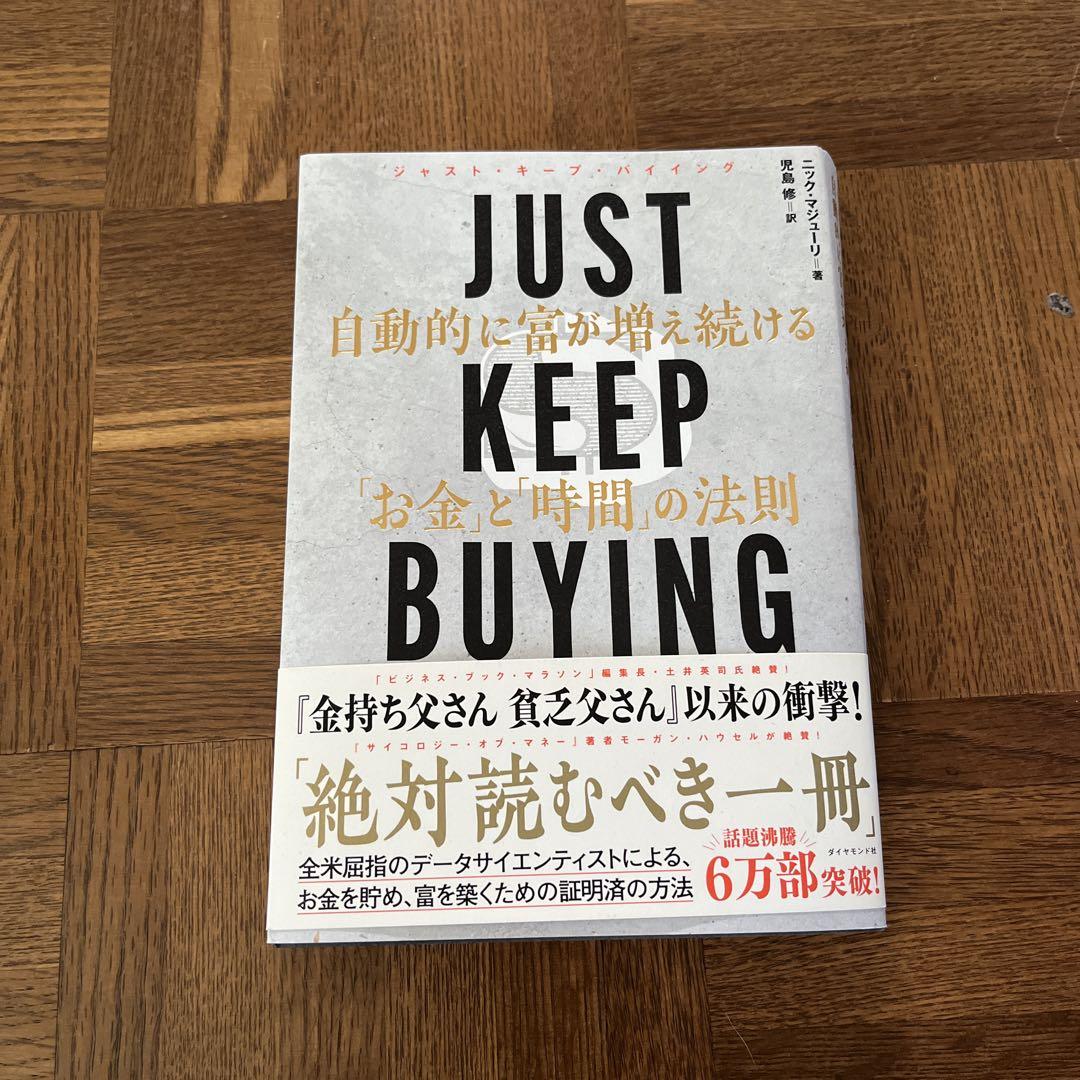 ジャスト・キープ・バイイング
ニック・マジューリ=著
児島 修=訳
JUST
自動的に富が増え続ける
KEEP
「お金」と「時間」の法則
BUYING
「ビジネス・ブック・マラソン」編集長・土井英司氏絶賛!
『金持ち父さん 貧乏父さん』以来の衝撃!
「サイコロジー・オブ・マネー」著者モーガン・ハウセルが絶賛!
「絶対読むべき一冊」
全米屈指のデータサイエンティストによる、
お金を貯め、富を築くための証明済の方法
話題沸騰
6万部突破!
ダイヤモンド社